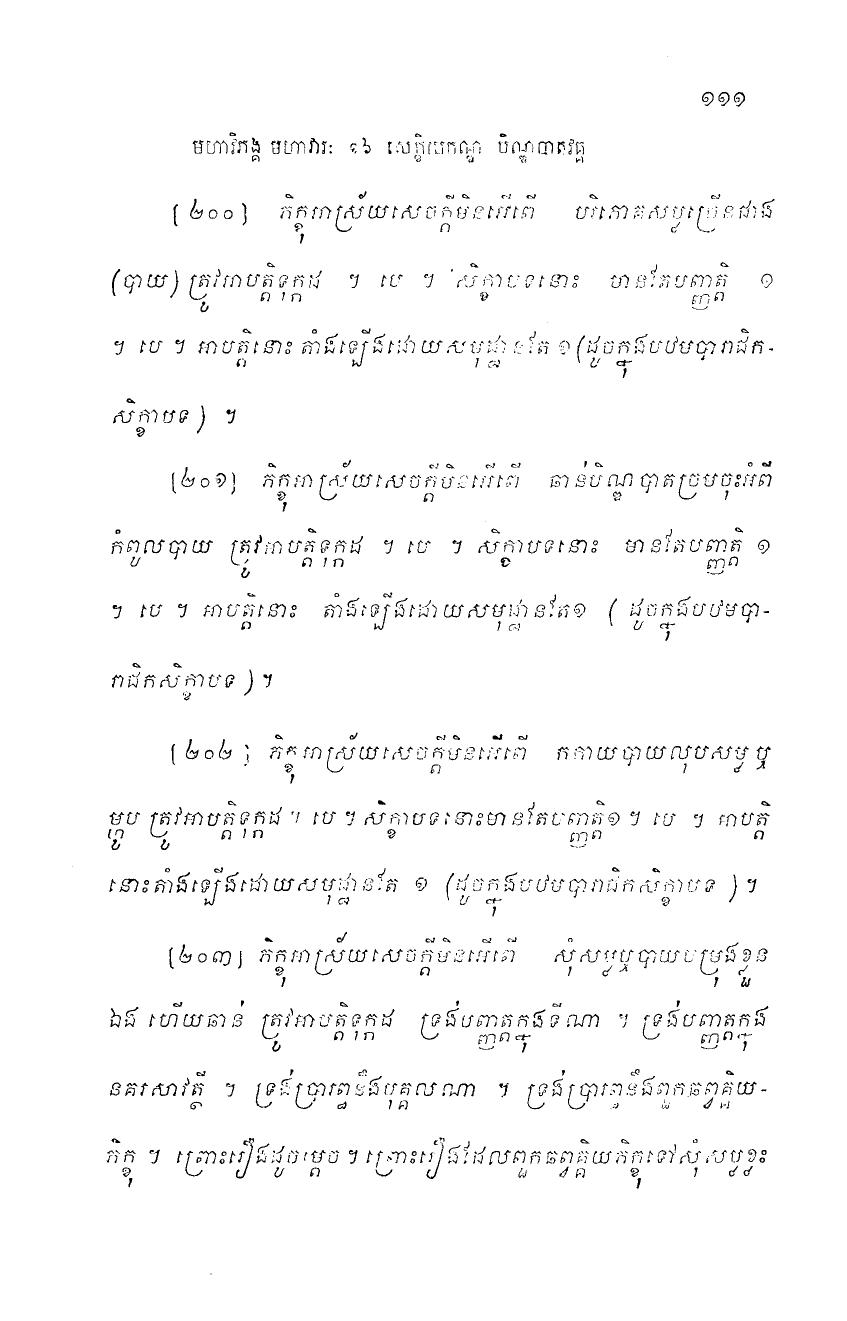 ១១១
មហាវិភង្គ មហាវារៈ ១៦ សេក្ខិយកណ្ឌ បិណ្ឌបាតវគ្គ
[២០០] ភិក្ខុអាស្រ័យសេចក្តីមិនអើពើ បរិភោគសម្លច្រើនជាង
(បាយ) ត្រូវអាបត្តិទុក្កដ ។ បេ ។ សិក្ខាបទនោះ មានតែបញ្ញត្តិ ១
។ បេ ។ អាបត្តិនោះ តាំងឡើងដោយសមុដ្ឋានតែ ១ (ដូចក្នុងបឋមបារាជិក-
សិក្ខាបទ) ។
[២០១] ភិក្ខុអាស្រ័យសេចក្តីមិនអើពើ ឆាន់បិណ្ឌបាតច្របចុះអំពី
កំពូលបាយ ត្រូវអាបត្តិទុក្កដ ។ បេ ។ សិក្ខាបទនោះ មានតែបញ្ញត្តិ ១
។ បេ ។ អាបត្តិនោះ តាំងឡើងដោយសមុដ្ឋានតែ១ ( ដូចក្នុងបឋមបា-
រាជិកសិក្ខាបទ ) ។
[២០២] ភិក្ខុអាស្រ័យសេចក្តីមិនអើពើ កកាយបាយលុបសម្លឬ
ម្ហូប ត្រូវអាបត្តិទុក្កដ ។ បេ ។ សិក្ខាបទនោះមានតែបញ្ញត្តិ១ ។ បេ ។ អាបត្តិ
នោះតាំងឡើងដោយសមុដ្ឋានតែ ១ (ដូចក្នុងបឋមបារាជិកសិក្ខាបទ ) ។
[២០៣] ភិក្ខុអាស្រ័យសេចក្តីមិនអើពើ សុំសម្លឬបាយបម្រុងខ្លួន
ឯង ហើយឆាន់ ត្រូវអាបត្តិទុក្កដ ទ្រង់បញ្ញត្តក្នុងទីណា ។ ទ្រង់បញ្ញត្តក្នុង
នគរសាវត្ថី ។ ទ្រង់ប្រារព្ធនឹងបុគ្គលណា ។ ទ្រង់ប្រារព្ធនឹងពួកឆព្វគ្គិយ-
ភិក្ខុ ។ ព្រោះរឿងដូចម្តេច ។ ព្រោះរឿងដែលពួកឆព្វគ្គិយភិក្ខុទៅសុំសម្លខ្លះ